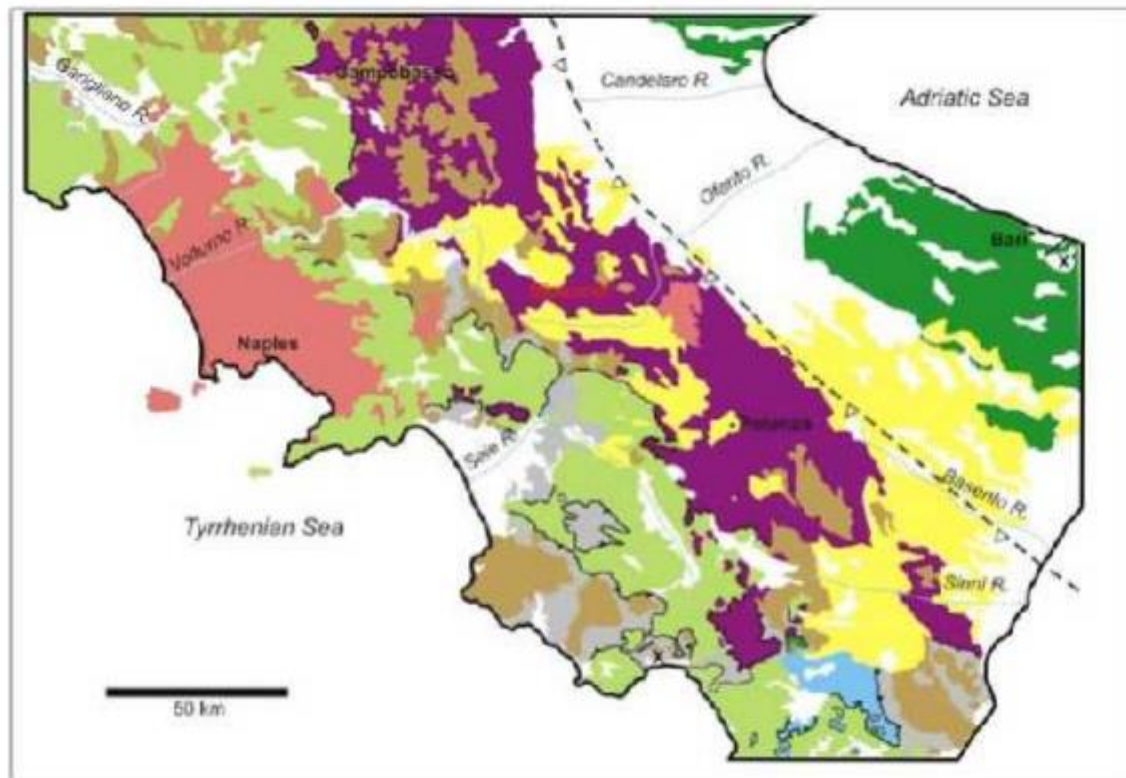 Campobasso
Candelaro R.
Adriatic Sea
Garigliano R.
Ofanto R.
Volturno R.
Bari
x
Naples
Potenza
Sele R.
Basento R.
Tyrrhenian Sea
Sinni R.
x
50 km